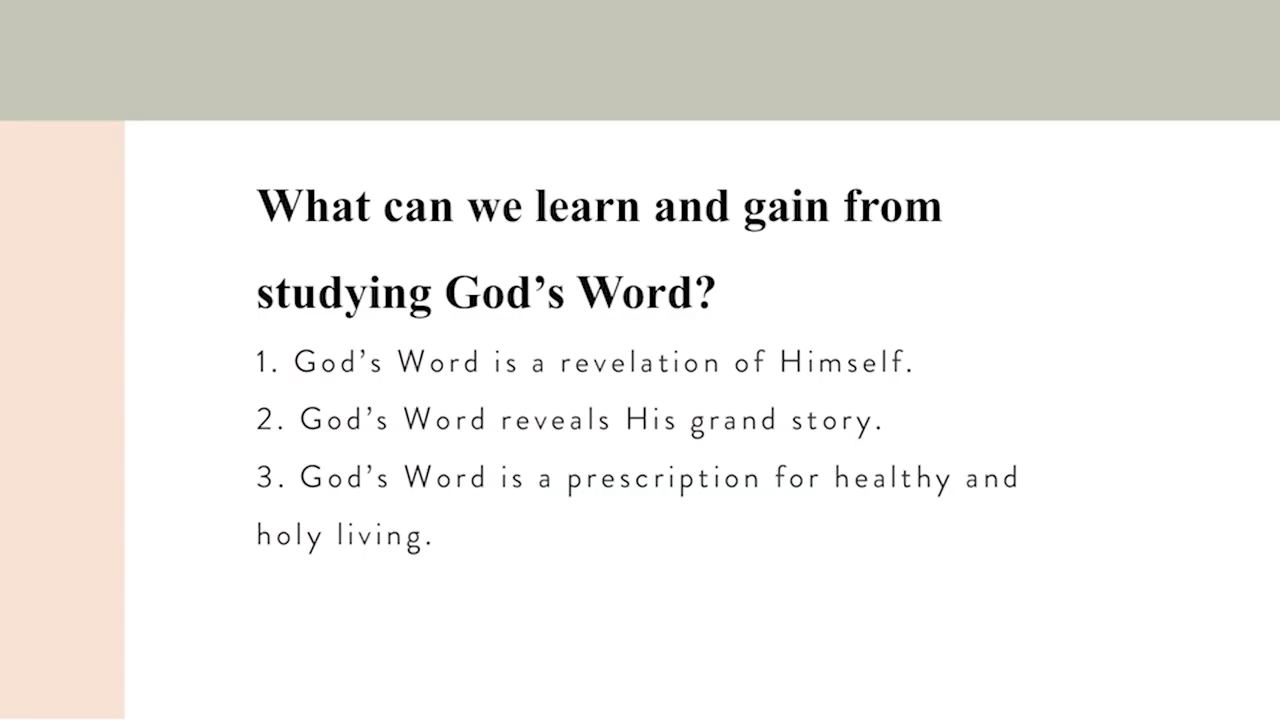 What can we learn and gain from
studying God’s Word?
1. God’s Word is a revelation of Himself.
2. God’s Word reveals His grand story.
3. God’s Word is a prescription for healthy and
holy living.